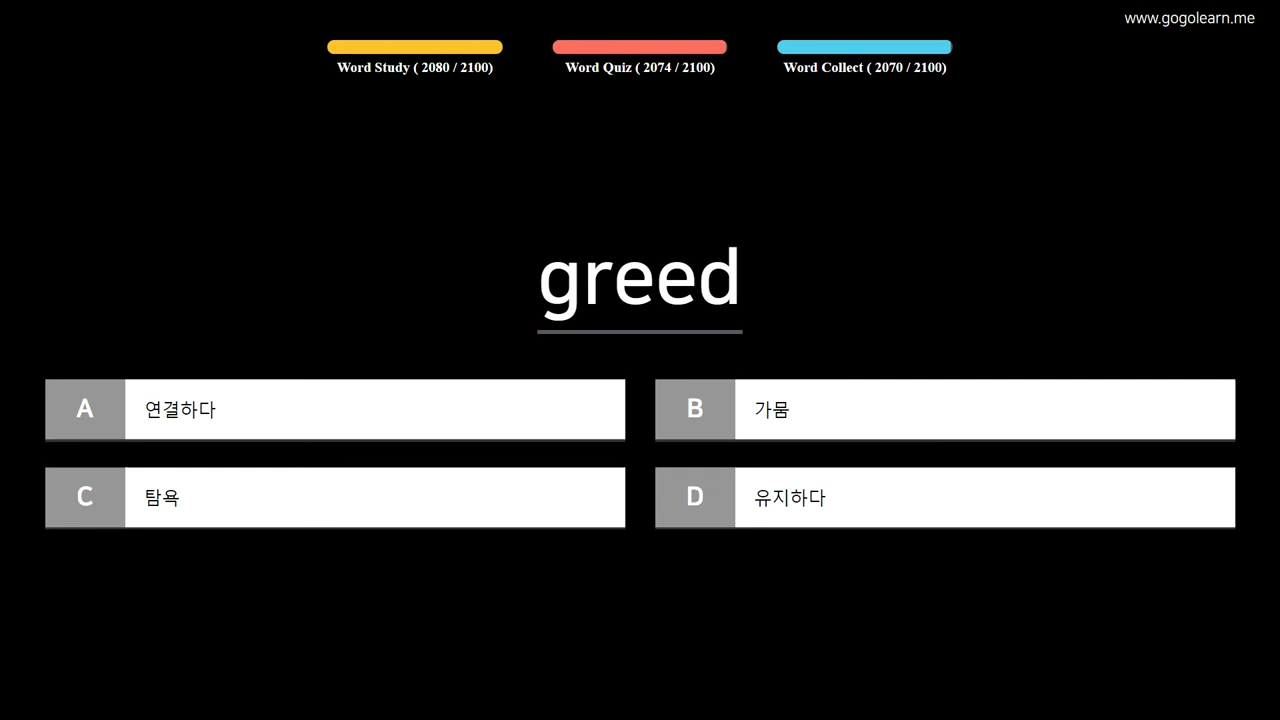 www.gogolearn.me
Word Study ( 2080 / 2100)
Word Quiz ( 2074 / 2100)
Word Collect ( 2070 / 2100)
greed
A 연결하다
B 가뭄
C 탐욕
D 유지하다